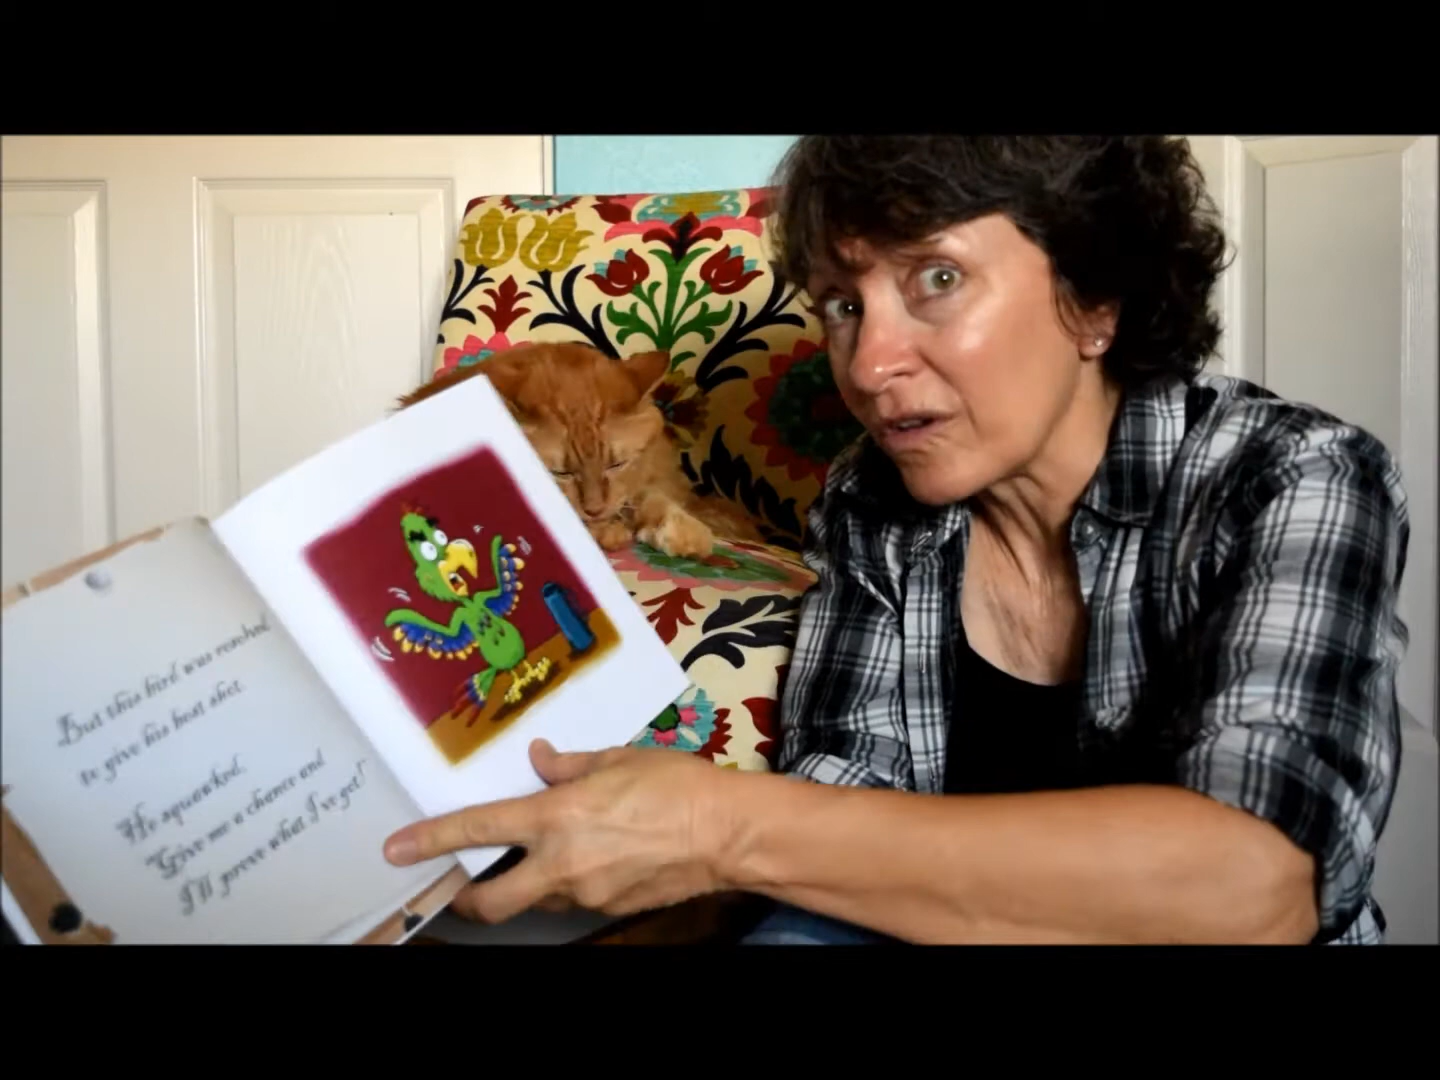 But this bird was resolved
to give his best shot.
He squawked,
"Give me a chance and
I'll prove what I've got!"